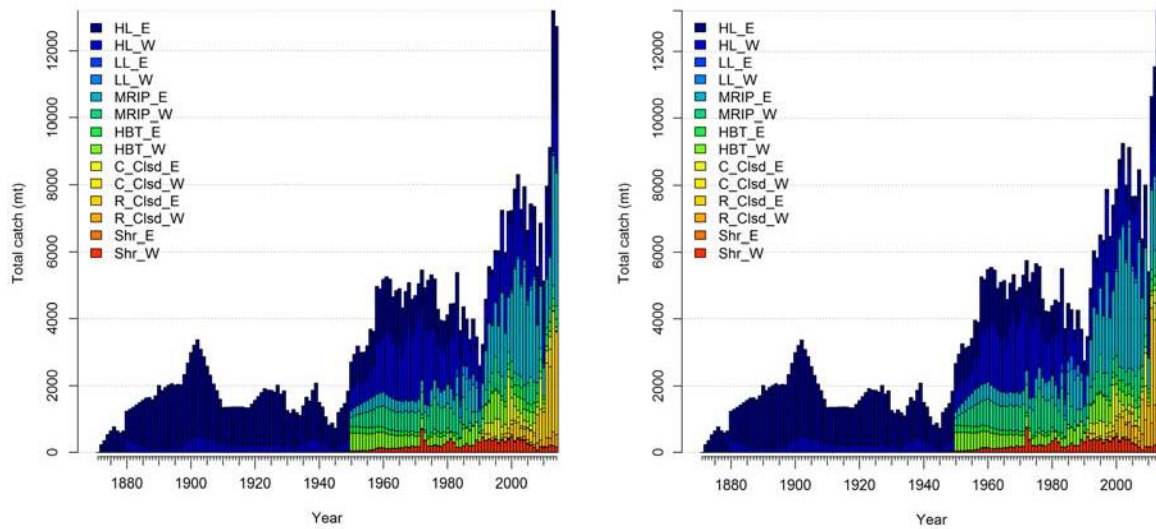 HL_E
HL_W
LL_E
LL_W
MRIP_E
MRIP_W
HBT_E
HBT_W
C_Clsd_E
C_Clsd_W
R_Clsd_E
R_Clsd_W
Shr_E
Shr_W
Total catch (mt)
12000
10000
8000
6000
4000
2000
0
1880 1900 1920 1940 1960 1980 2000
Year
HL_E
HL_W
LL_E
LL_W
MRIP_E
MRIP_W
HBT_E
HBT_W
C_Clsd_E
C_Clsd_W
R_Clsd_E
R_Clsd_W
Shr_E
Shr_W
Total catch (mt)
12000
10000
8000
6000
4000
2000
0
1880 1900 1920 1940 1960 1980 2000
Year